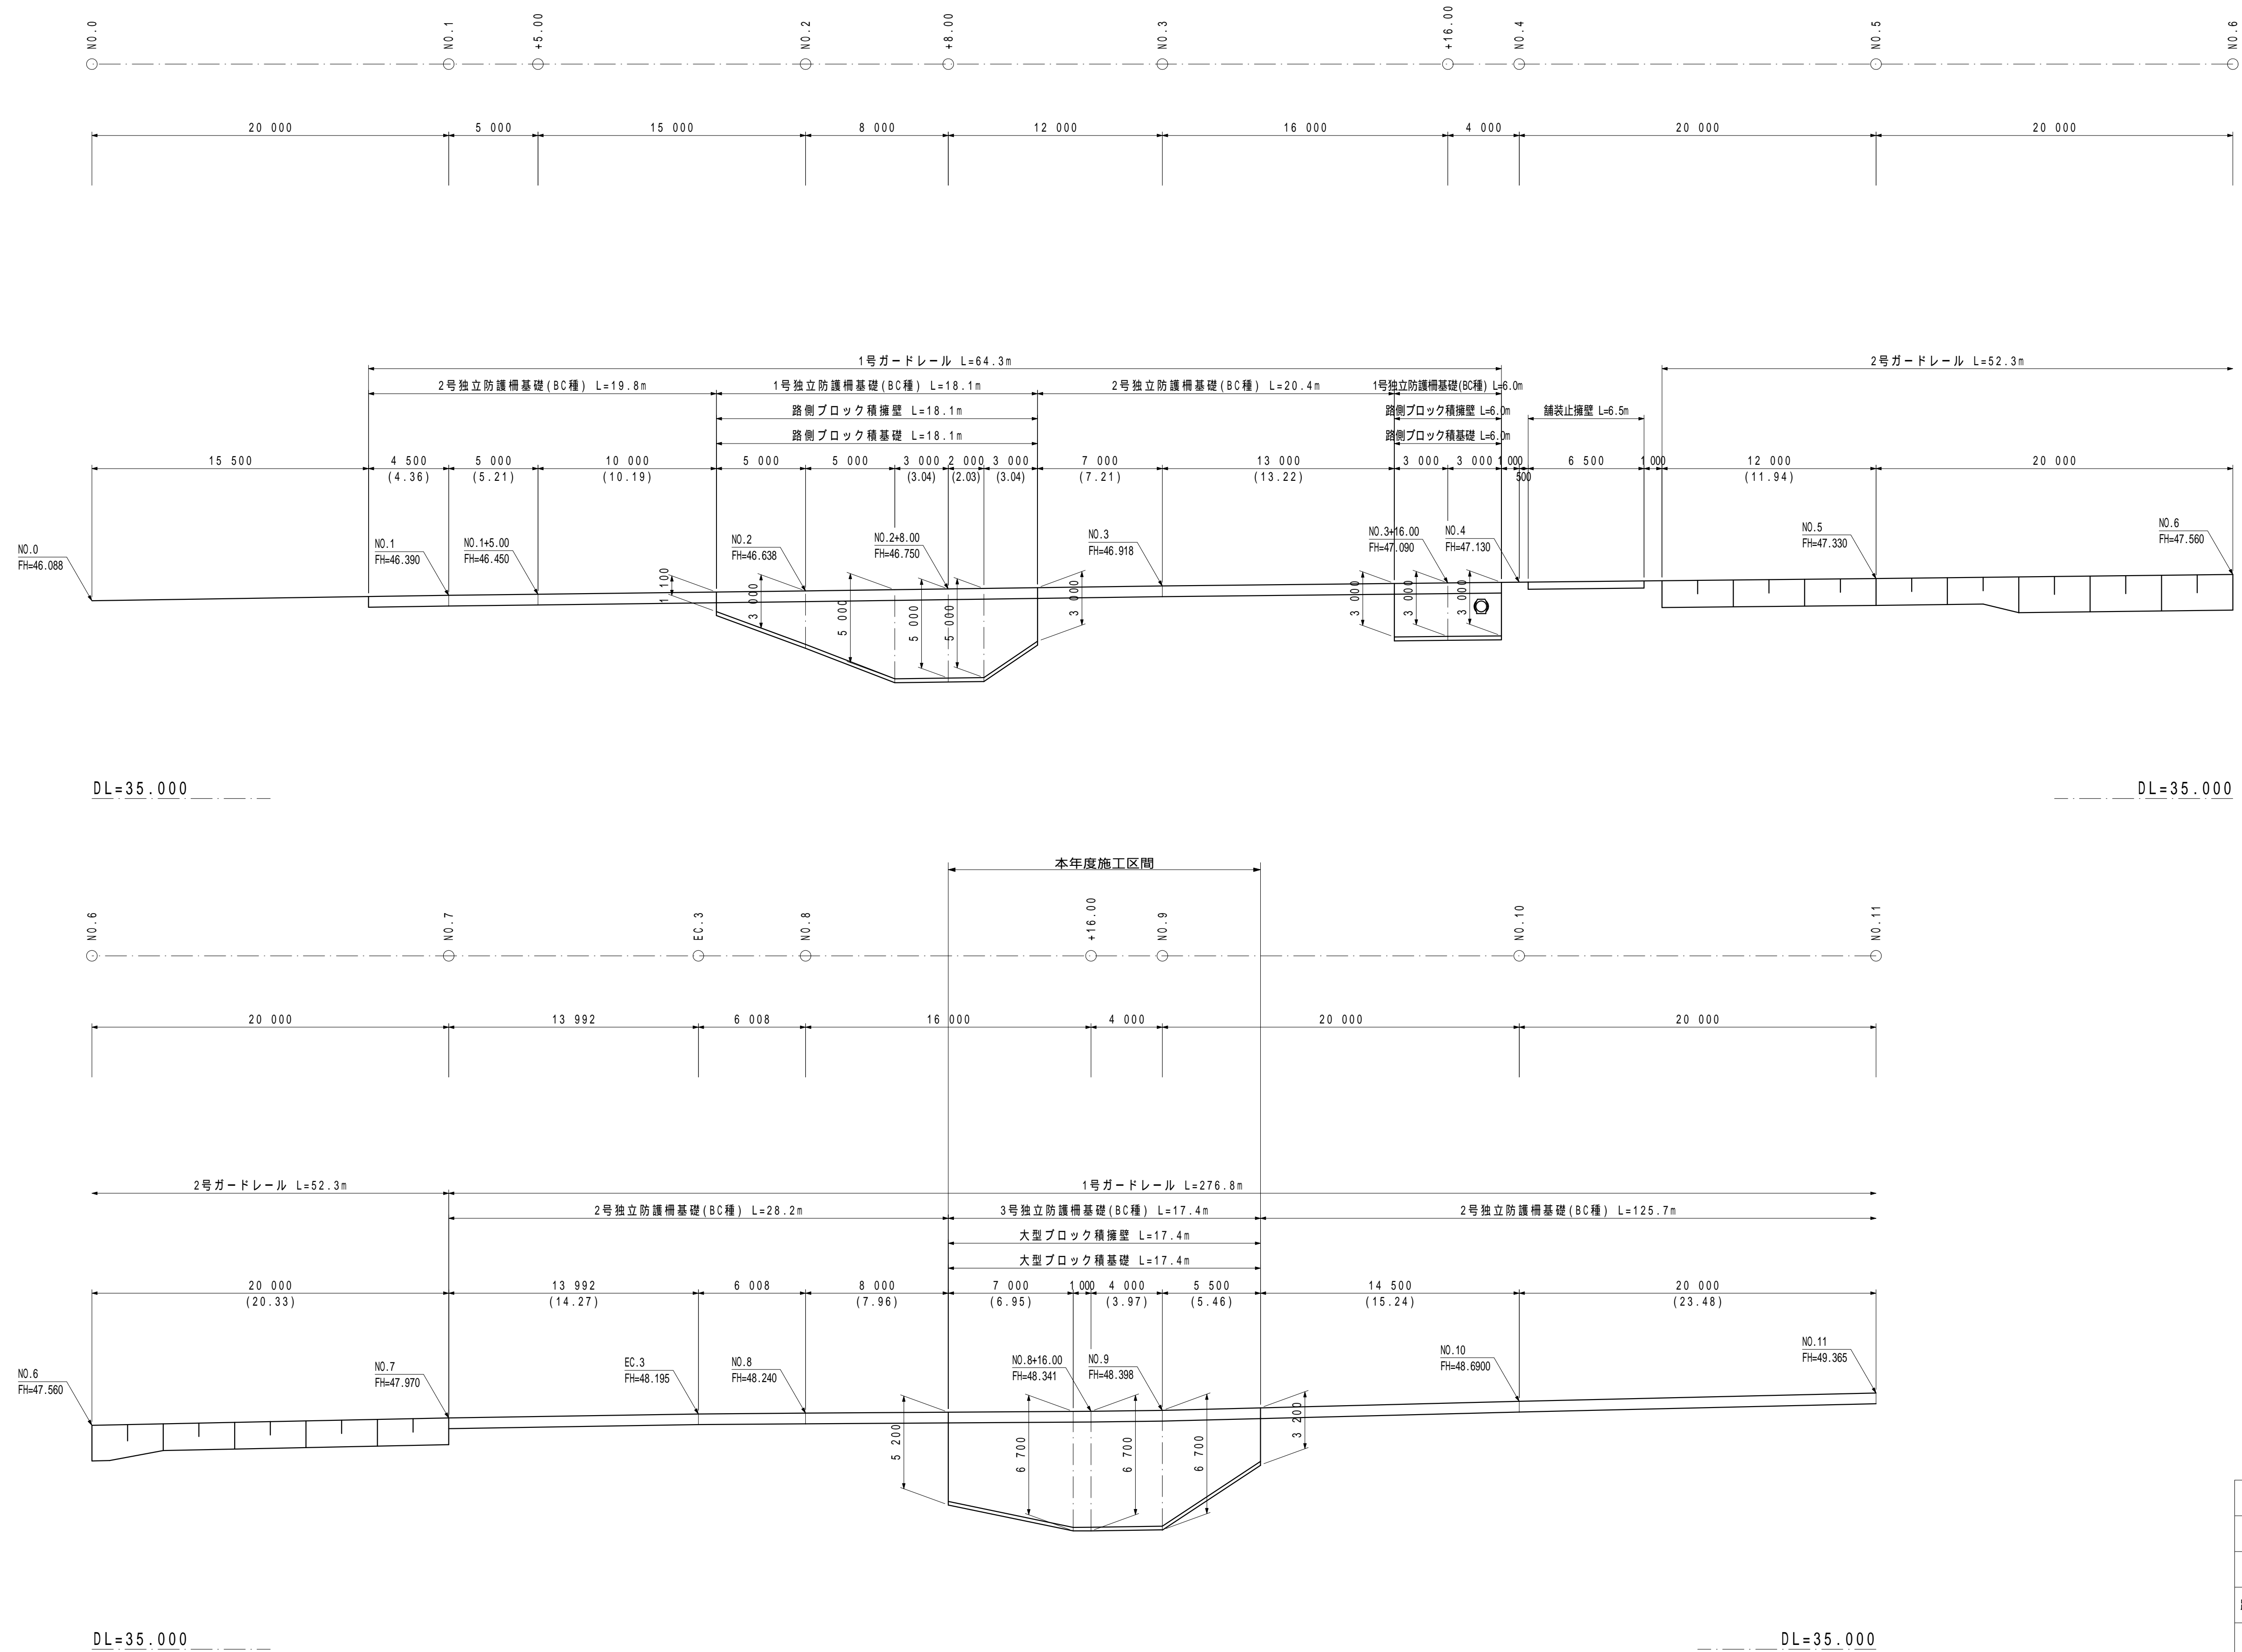 NO.0
NO.1
+5.00
NO.2
+8.00
NO.3
+16.00
NO.4
NO.5
NO.6
20 000
5 000
15 000
8 000
12 000
16 000
4 000
20 000
20 000
1号ガードレール L=64.3m
2号ガードレール L=52.3m
2号独立防護柵基礎(BC種) L=19.8m
1号独立防護柵基礎(BC種) L=18.1m
2号独立防護柵基礎(BC種) L=20.4m
1号独立防護柵基礎(BC種) L=6.0m
路側ブロック積擁壁 L=18.1m
路側ブロック積擁壁 L=6.0m
舗装止擁壁 L=6.5m
路側ブロック積基礎 L=18.1m
路側ブロック積基礎 L=6.0m
15 500
4 500
5 000
10 000
5 000
5 000
3 000
2 000
3 000
7 000
13 000
3 000
3 000
1 000
500
6 500
1 000
12 000
20 000
(4.36)
(5.21)
(10.19)
(3.04)
(2.03)
(3.04)
(7.21)
(13.22)
(11.94)
NO.0
FH=46.088
NO.1
FH=46.390
NO.1+5.00
FH=46.450
NO.2
FH=46.638
NO.2+8.00
FH=46.750
NO.3
FH=46.918
NO.3+16.00
FH=47.090
NO.4
FH=47.130
NO.5
FH=47.330
NO.6
FH=47.560
1 100
3 000
5 000
5 000
5 000
3 000
3 000
3 000
3 000
DL=35.000
DL=35.000
本年度施工区間
NO.6
NO.7
EC.3
NO.8
+16.00
NO.9
NO.10
NO.11
20 000
13 992
6 008
16 000
4 000
20 000
20 000
2号ガードレール L=52.3m
1号ガードレール L=276.8m
2号独立防護柵基礎(BC種) L=28.2m
3号独立防護柵基礎(BC種) L=17.4m
2号独立防護柵基礎(BC種) L=125.7m
大型ブロック積擁壁 L=17.4m
大型ブロック積基礎 L=17.4m
20 000
13 992
6 008
8 000
7 000
1 000
4 000
5 500
14 500
20 000
(20.33)
(14.27)
(7.96)
(6.95)
(3.97)
(5.46)
(15.24)
(23.48)
NO.6
FH=47.560
NO.7
FH=47.970
EC.3
FH=48.195
NO.8
FH=48.240
NO.8+16.00
FH=48.341
NO.9
FH=48.398
NO.10
FH=48.6900
NO.11
FH=49.365
5 200
6 700
6 700
6 700
3 200
DL=35.000
DL=35.000